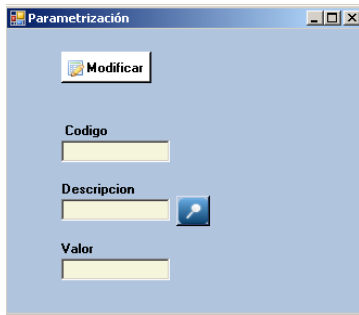 Parametrización
Modificar
Codigo
Descripcion
Valor